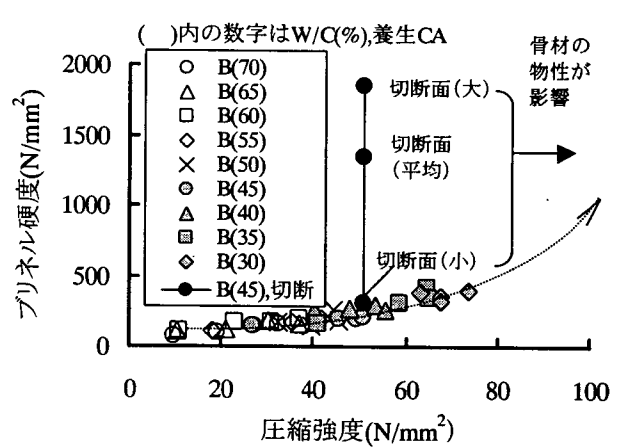 (　)内の数字はW/C(%),養生CA
骨材の
物性が
影響
2000
1500
1000
500
0
ブリネル硬度(N/mm²)
B(70)
B(65)
B(60)
B(55)
B(50)
B(45)
B(40)
B(35)
B(30)
B(45),切断
切断面(大)
切断面
(平均)
切断面(小)
0 20 40 60 80 100
圧縮強度(N/mm²)